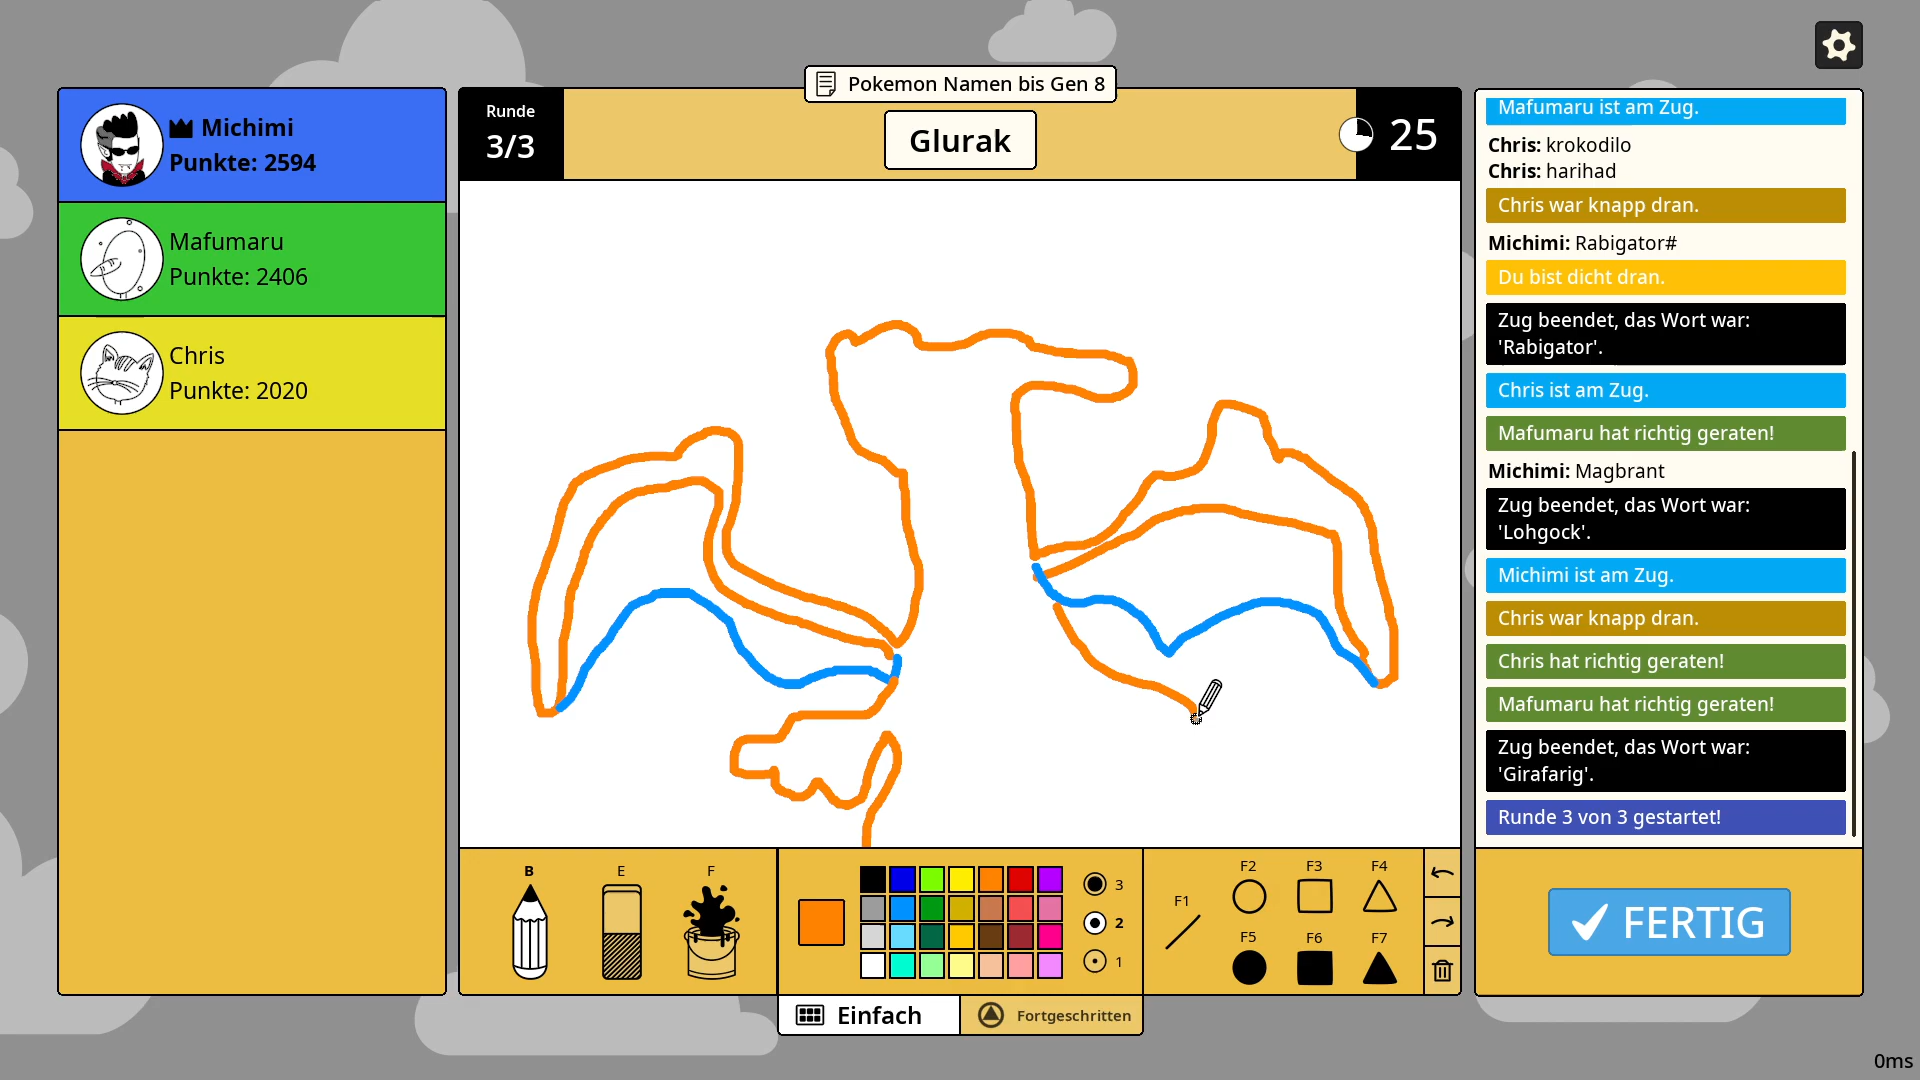 Pokemon Namen bis Gen 8
Runde
3/3
Glurak
25
Michimi
Punkte: 2594
Mafumaru
Punkte: 2406
Chris
Punkte: 2020
Mafumaru ist am Zug.
Chris: krokodilo
Chris: harihad
Chris war knapp dran.
Michimi: Rabigator#
Du bist dicht dran.
Zug beendet, das Wort war:
'Rabigator'.
Chris ist am Zug.
Mafumaru hat richtig geraten!
Michimi: Magbrant
Zug beendet, das Wort war:
'Lohgock'.
Michimi ist am Zug.
Chris war knapp dran.
Chris hat richtig geraten!
Mafumaru hat richtig geraten!
Zug beendet, das Wort war:
'Girafarig'.
Runde 3 von 3 gestartet!
B
E
F
3
2
1
F1
F2
F3
F4
F5
F6
F7
FERTIG
Einfach
Fortgeschritten
0ms